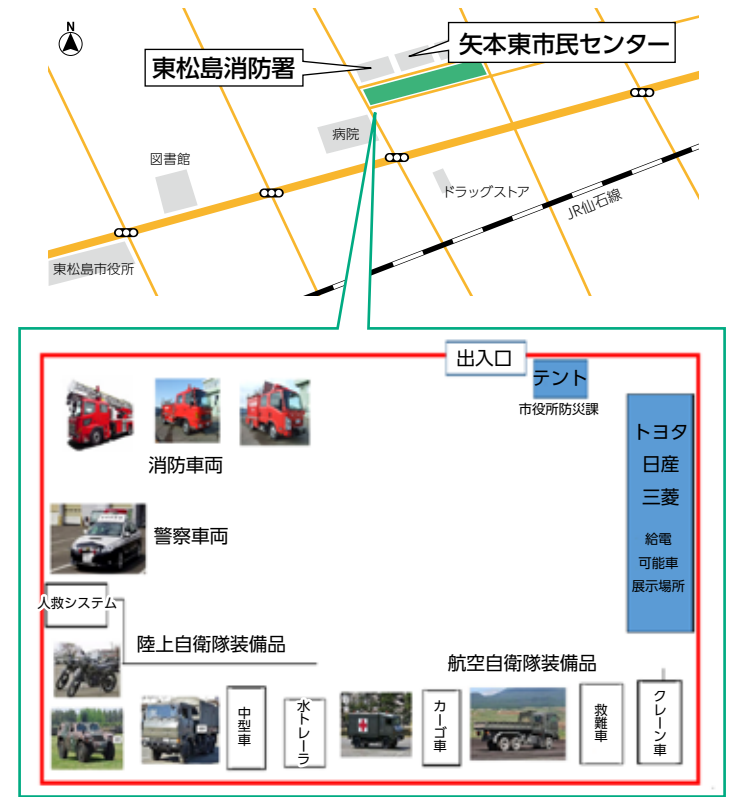 N
矢本東市民センター
東松島消防署
病院
図書館
ドラッグストア
JR仙石線
東松島市役所
出入口
テント
市役所防災課
トヨタ
日産
三菱
給電
可能車
展示場所
消防車両
警察車両
人救システム
陸上自衛隊装備品
航空自衛隊装備品
中型車
水トレーラ
カーゴ車
救難車
クレーン車